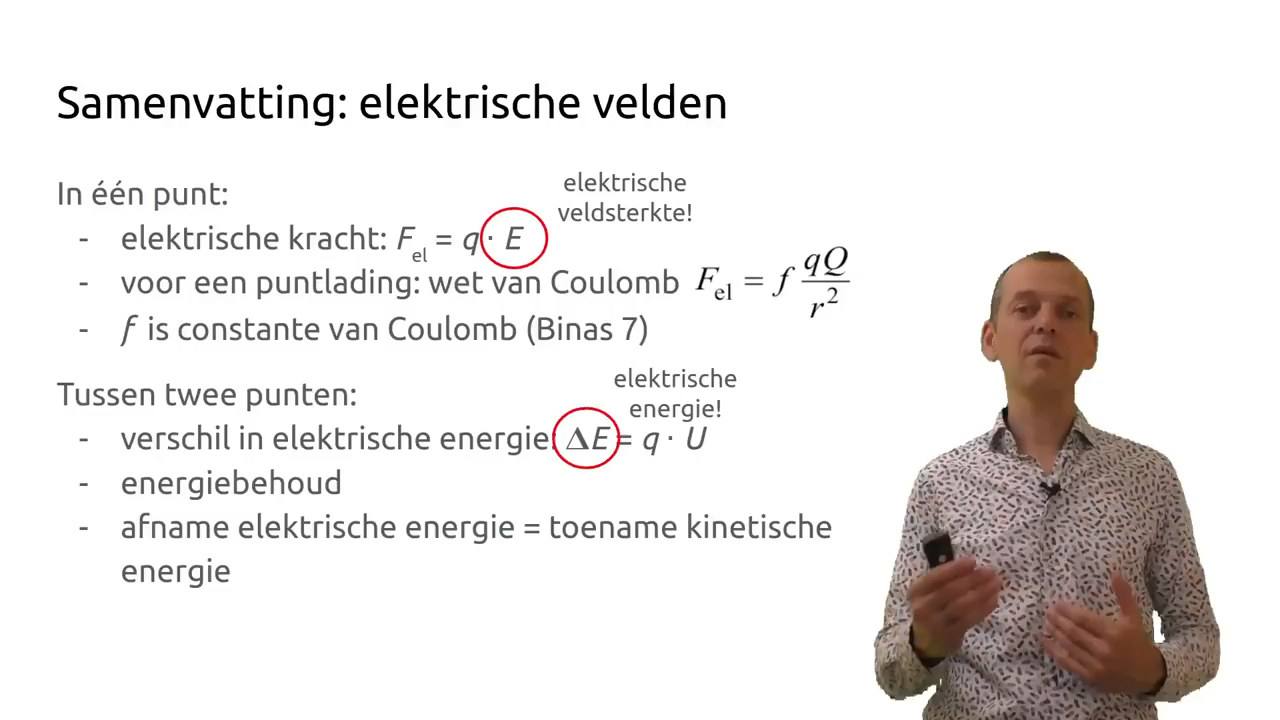 Samenvatting: elektrische velden
In één punt:
elektrische veldsterkte!
- elektrische kracht: F_el = q · E
- voor een puntlading: wet van Coulomb F_el = f qQ / r²
- f is constante van Coulomb (Binas 7)
Tussen twee punten:
elektrische energie!
- verschil in elektrische energie: ΔE = q · U
- energiebehoud
- afname elektrische energie = toename kinetische
energie